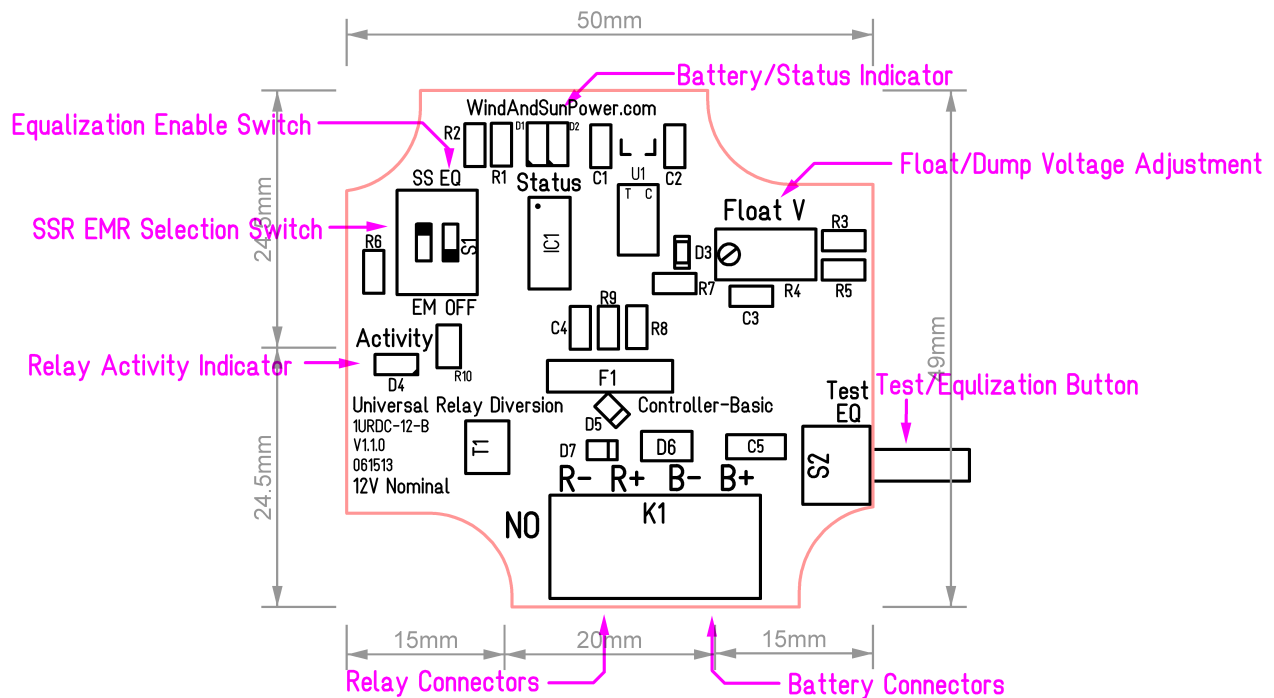 50mm
Battery/Status Indicator
WindAndSunPower.com
Equalization Enable Switch
R2
D1
D2
R1
C1
U1
C2
Float/Dump Voltage Adjustment
SS EQ
Status
T C
Float V
SSR EMR Selection Switch
24.5mm
R6
S1
IC1
D3
R3
R7
R4
R5
C3
EM OFF
R9
C4
R8
Activity
R10
Relay Activity Indicator
D4
F1
49mm
Test/Equlization Button
Test
EQ
Universal Relay Diversion
Controller-Basic
1URDC-12-B
V1.1.0
061513
12V Nominal
D5
T1
D7
D6
C5
S2
R- R+ B- B+
24.5mm
NO
K1
15mm
20mm
15mm
Relay Connectors
Battery Connectors